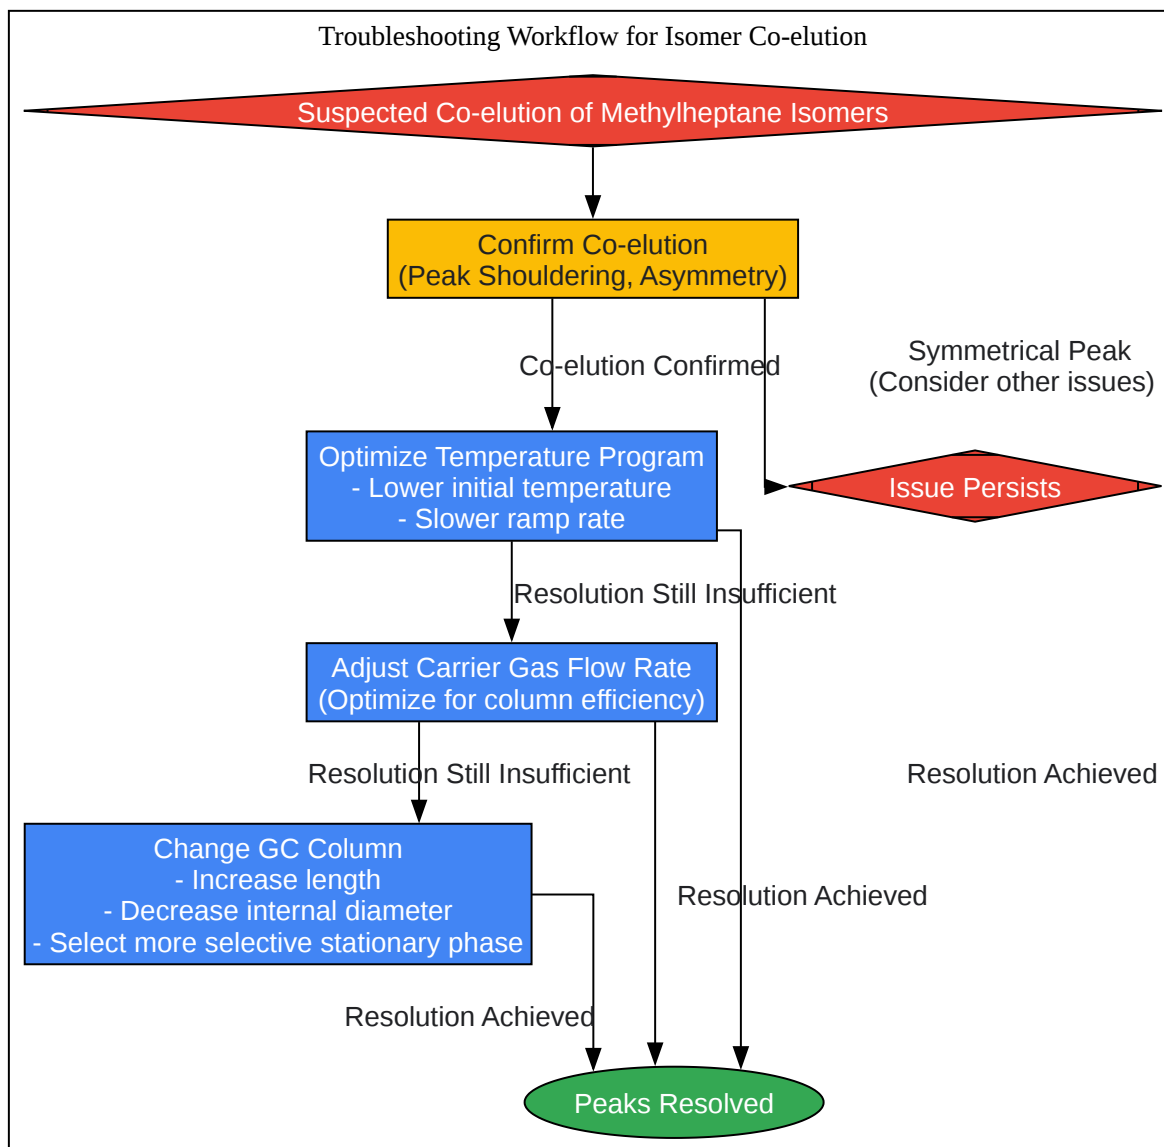 Troubleshooting Workflow for Isomer Co-elution
Suspected Co-elution of Methylheptane Isomers
Confirm Co-elution
(Peak Shouldering, Asymmetry)
Co-elution Confirmed
Symmetrical Peak
(Consider other issues)
Optimize Temperature Program
- Lower initial temperature
- Slower ramp rate
Issue Persists
Resolution Still Insufficient
Adjust Carrier Gas Flow Rate
(Optimize for column efficiency)
Resolution Still Insufficient
Resolution Achieved
Change GC Column
- Increase length
- Decrease internal diameter
- Select more selective stationary phase
Resolution Achieved
Resolution Achieved
Peaks Resolved